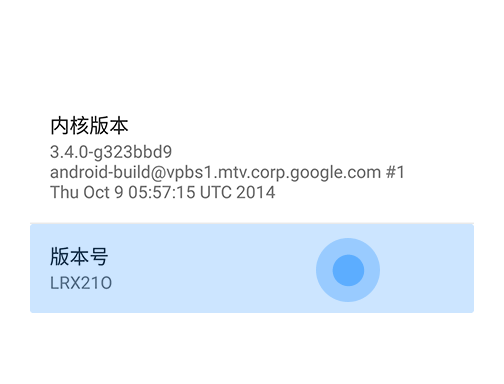 内核版本
3.4.0-g323bbd9
android-build@vpbs1.mtv.corp.google.com #1
Thu Oct 9 05:57:15 UTC 2014
版本号
LRX21O